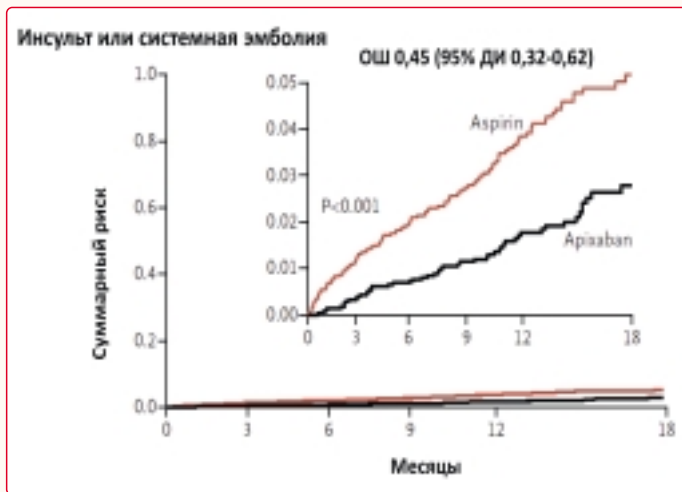 Инсульт или системная эмболия
ОШ 0,45 (95% ДИ 0,32-0,62)
Суммарный риск
1.0
0.8
0.6
0.4
0.2
0.0
0.05
0.04
0.03
0.02
0.01
0.00
Aspirin
P<0.001
Apixaban
0 3 6 9 12 18
0 3 6 9 12 18
Месяцы